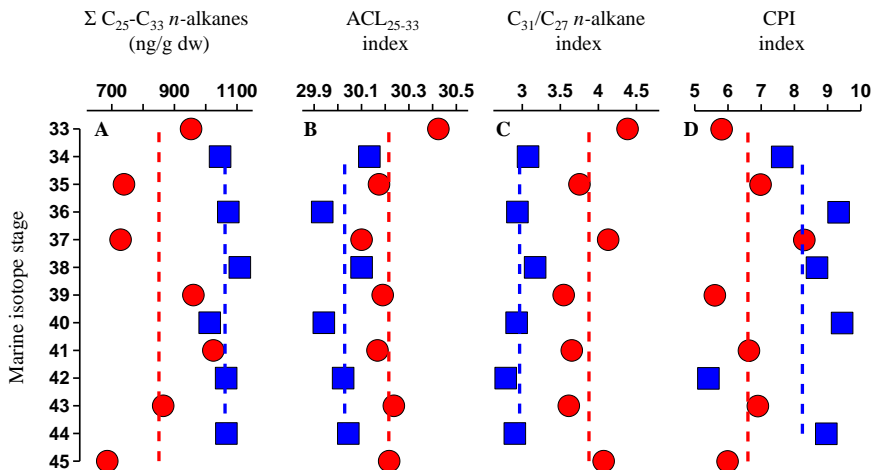 Σ C₂₅-C₃₃ n-alkanes
(ng/g dw)
ACL₂₅₋₃₃
index
C₃₁/C₂₇ n-alkane
index
CPI
index
700 900 1100
29.9 30.1 30.3 30.5
3 3.5 4 4.5
5 6 7 8 9 10
A
B
C
D
Marine isotope stage
33
34
35
36
37
38
39
40
41
42
43
44
45